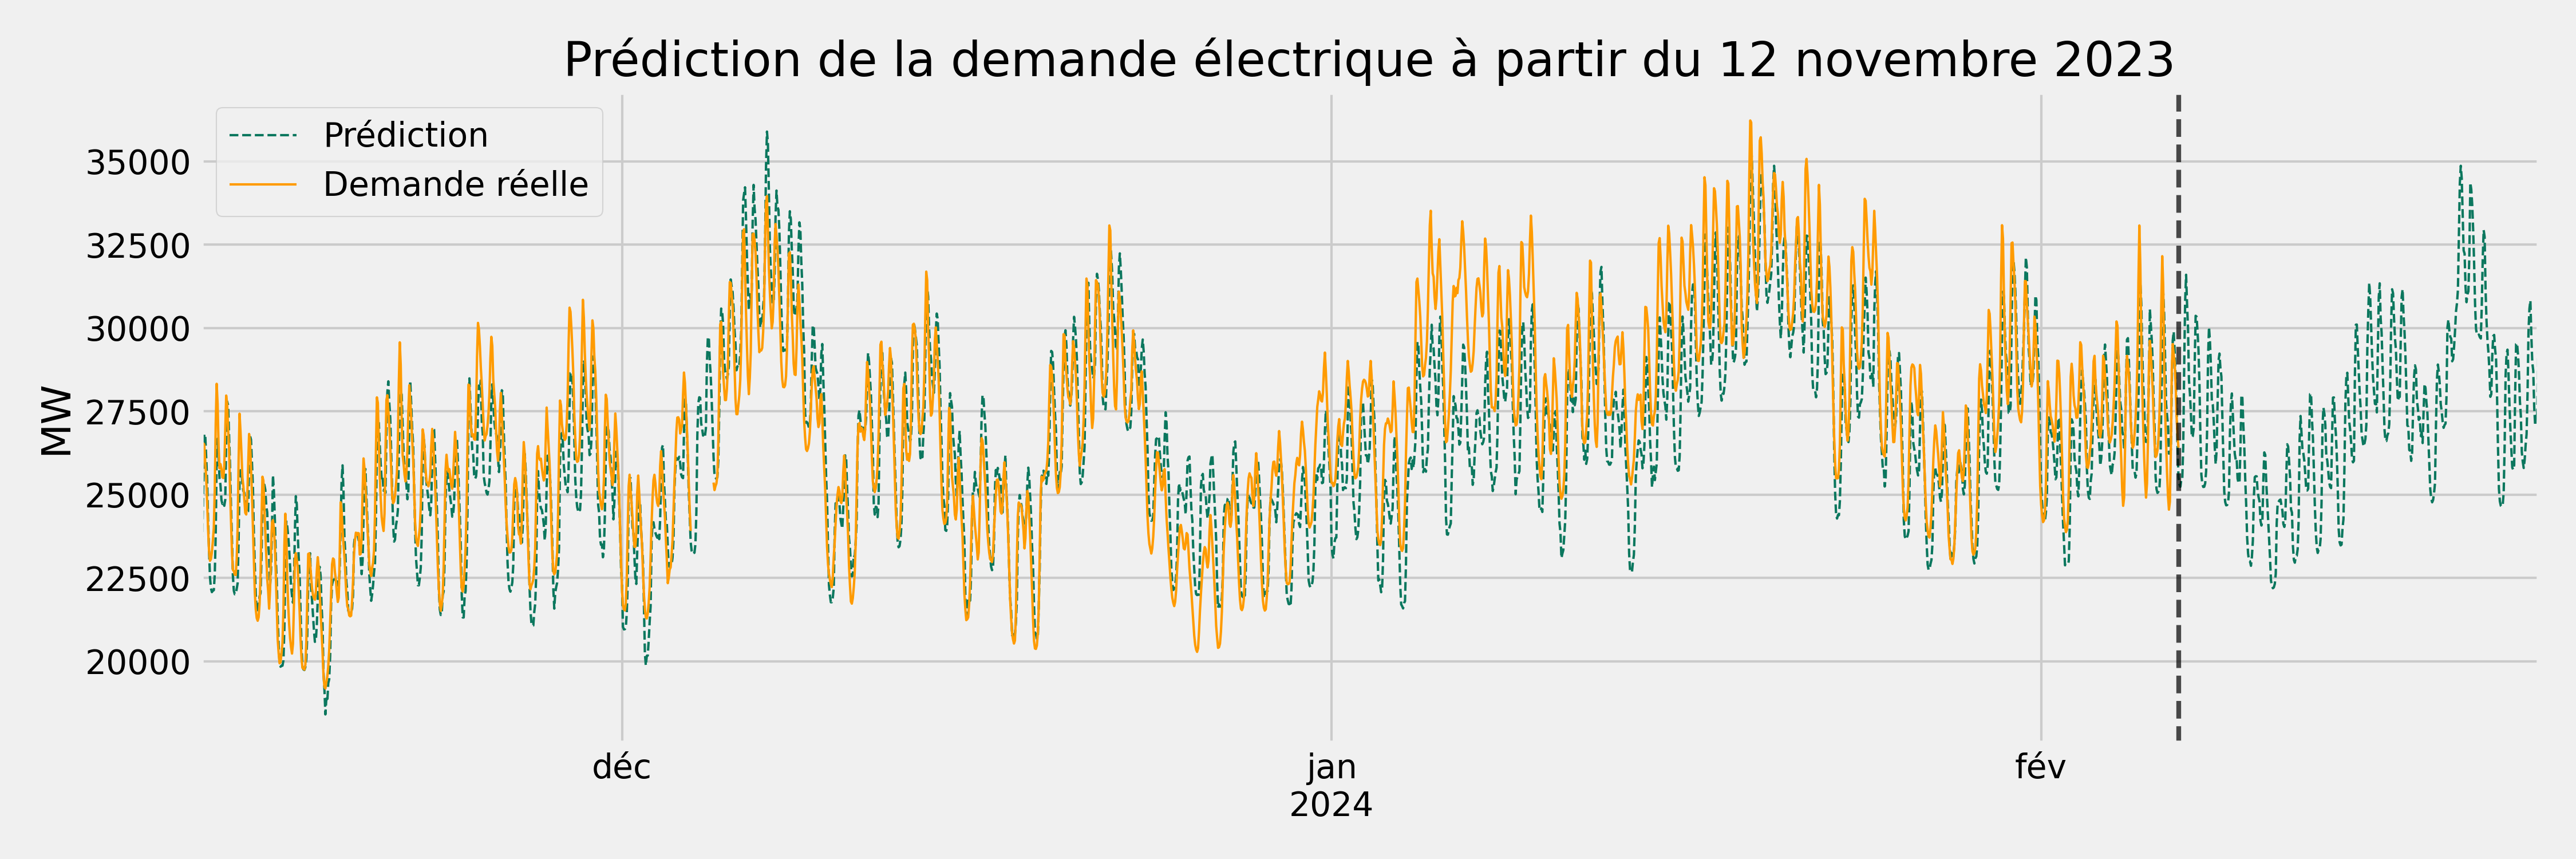 Prédiction de la demande électrique à partir du 12 novembre 2023
Prédiction
Demande réelle
MW
35000
32500
30000
27500
25000
22500
20000
déc
jan
2024
fév